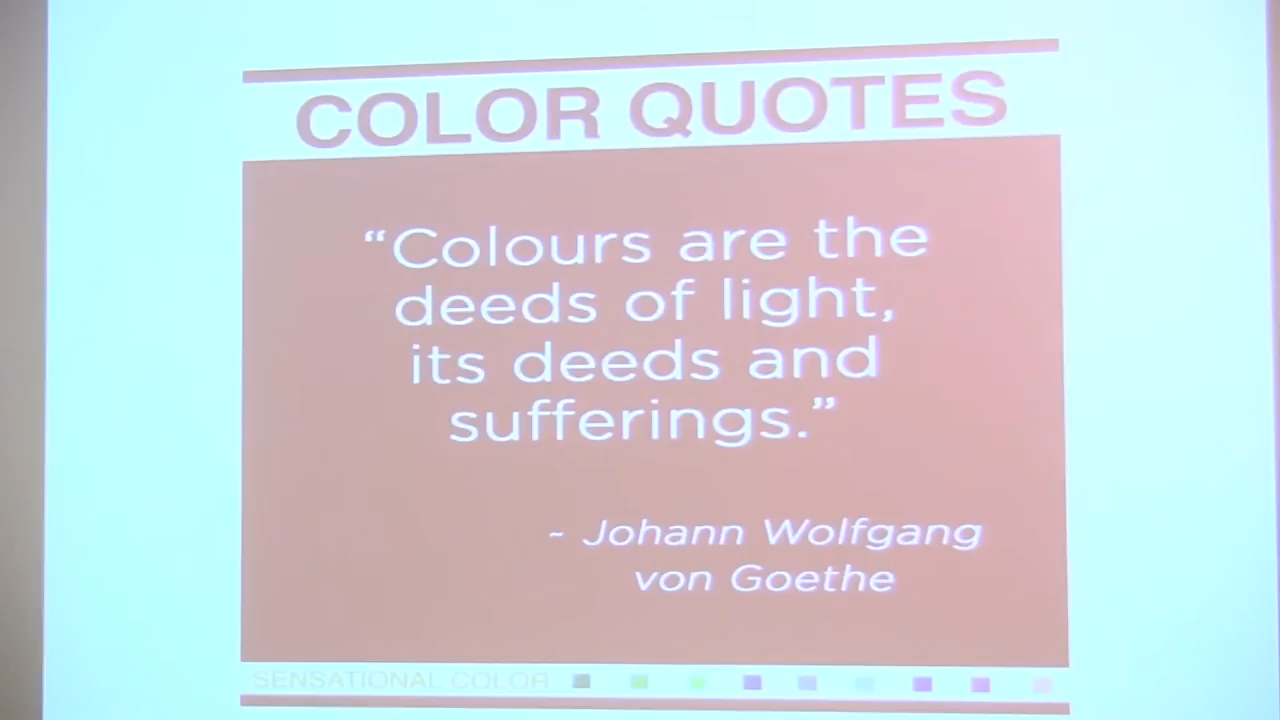 COLOR QUOTES
“Colours are the
deeds of light,
its deeds and
sufferings.”
~ Johann Wolfgang
von Goethe
SENSATIONAL COLOR